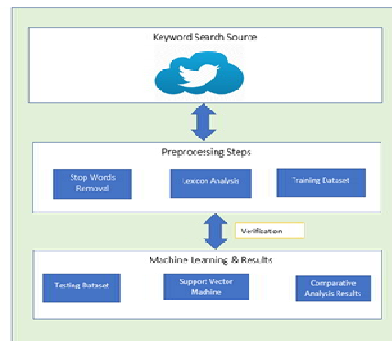 Keyword Search Source
Preprocessing Steps
Stop Words
Removal
Lexicon Analysis
Training Dataset
Verification
Machine Learning & Results
Testing Dataset
Support Vector
Machine
Comparative
Analysis Results